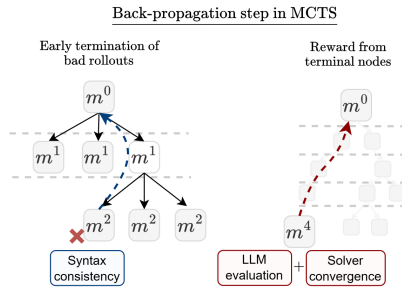 Back-propagation step in MCTS
Early termination of
bad rollouts
m⁰
m¹ m¹ m¹
m² m² m²
Syntax
consistency
Reward from
terminal nodes
m⁰
m⁴
LLM
evaluation
+
Solver
convergence